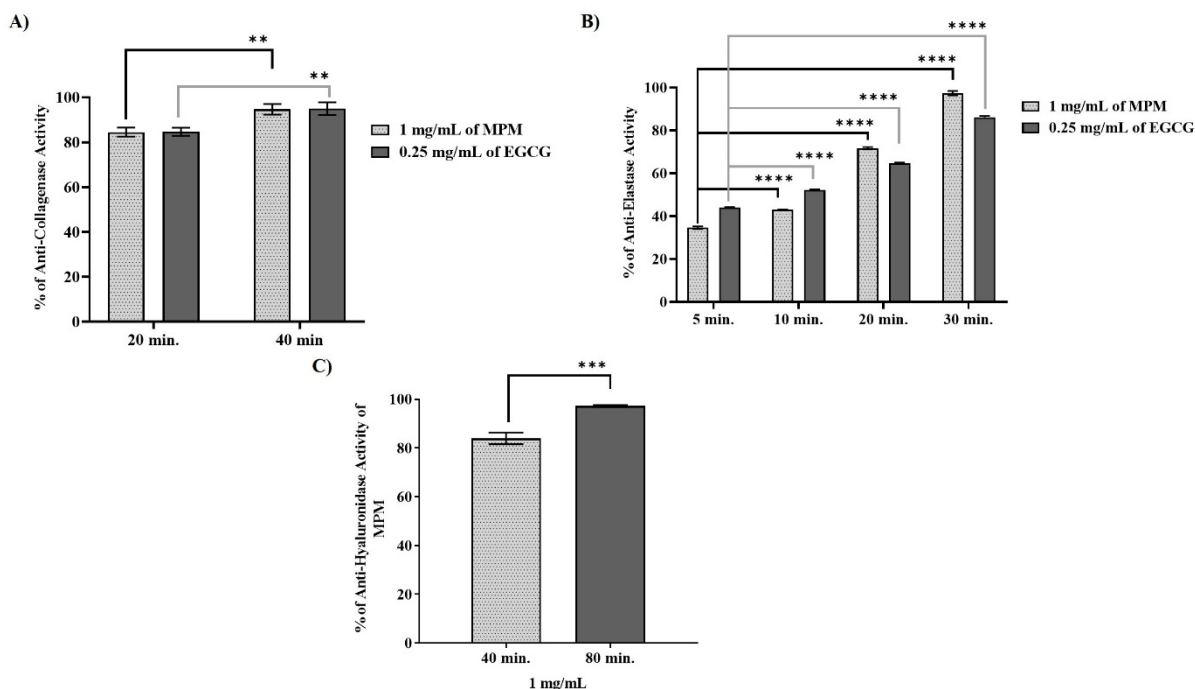 A)
**
**
% of Anti-Collagenase Activity
100
80
60
40
20
0
20 min.
40 min
1 mg/mL of MPM
0.25 mg/mL of EGCG
B)
****
****
****
****
****
****
% of Anti-Elastase Activity
100
80
60
40
20
0
5 min.
10 min.
20 min.
30 min.
1 mg/mL of MPM
0.25 mg/mL of EGCG
C)
***
% of Anti-Hyaluronidase Activity of
MPM
100
80
60
40
20
0
40 min.
80 min.
1 mg/mL